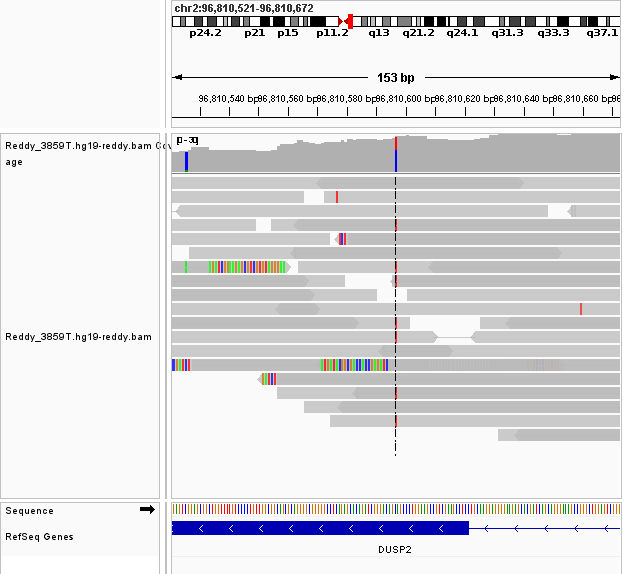 chr2:96,810,521-96,810,672
p24.2 p21 p15 p11.2 q13 q21.2 q24.1 q31.3 q33.3 q37.1
153 bp
96,810,540 bp 96,810,560 bp 96,810,580 bp 96,810,600 bp 96,810,620 bp 96,810,640 bp 96,810,660 bp
Reddy_3859T.hg19-reddy.bam Cov
age
Reddy_3859T.hg19-reddy.bam
Sequence
RefSeq Genes
DUSP2